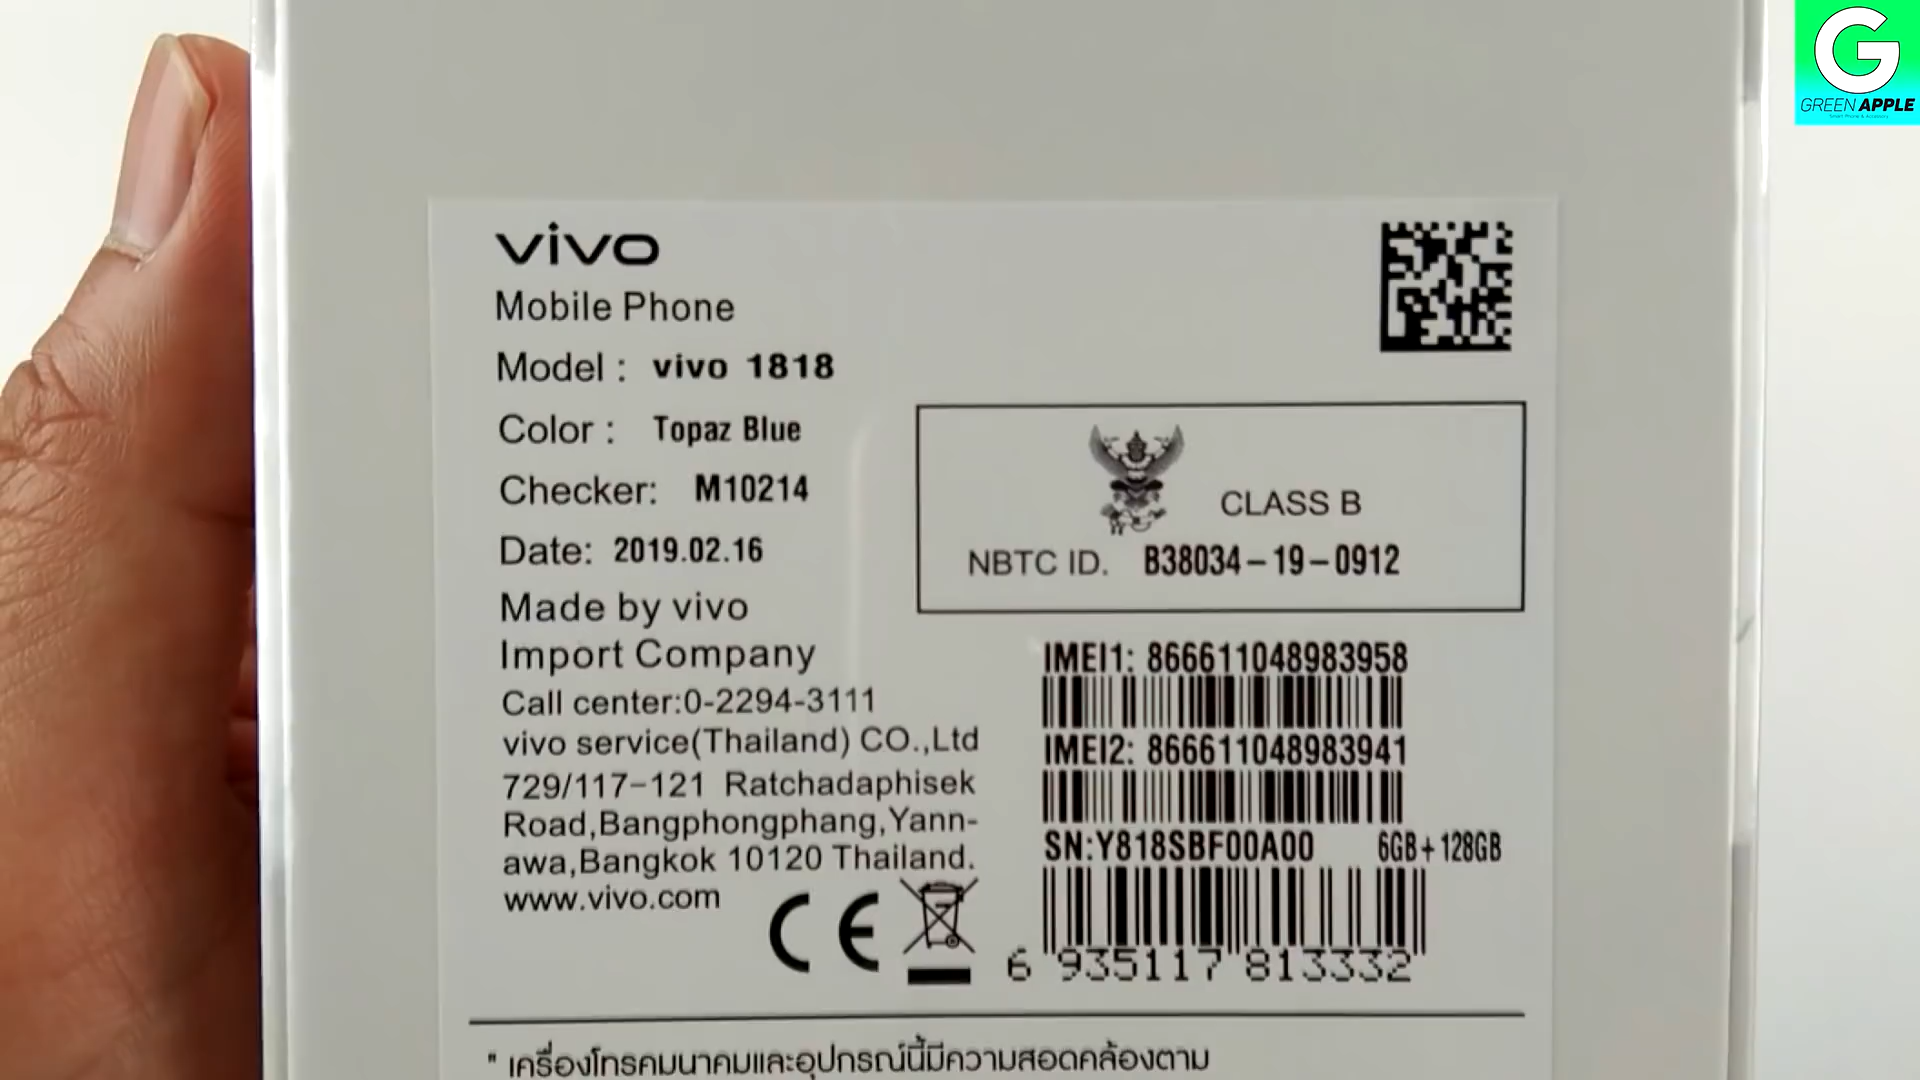 G
GREEN APPLE
Smart Phone & Accessory
vivo
Mobile Phone
Model : vivo 1818
Color : Topaz Blue
Checker: M10214
Date: 2019.02.16
Made by vivo
Import Company
Call center:0-2294-3111
vivo service(Thailand) CO.,Ltd
729/117-121 Ratchadaphisek
Road,Bangphongphang,Yann-
awa,Bangkok 10120 Thailand.
www.vivo.com
CE
CLASS B
NBTC ID. B38034-19-0912
IMEI1: 866611048983958
IMEI2: 866611048983941
SN:Y818SBF00A00 6GB+128GB
6 935117 813332
" เครื่องโทรคมนาคมและอุปกรณ์นี้มีความสอดคล้องตาม